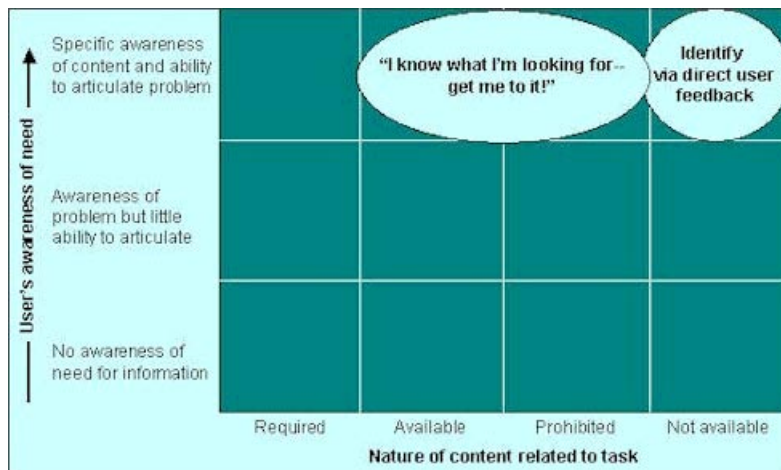 Specific awareness
of content and ability
to articulate problem
"I know what I'm looking for--
get me to it!"
Identify
via direct user
feedback
User's awareness of need
Awareness of
problem but little
ability to articulate
No awareness of
need for information
Required
Available
Prohibited
Not available
Nature of content related to task